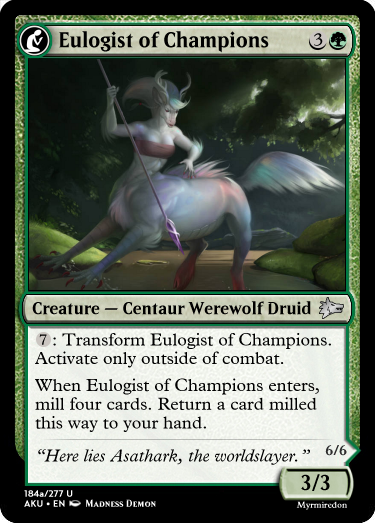 Eulogist of Champions 3
Creature — Centaur Werewolf Druid
7: Transform Eulogist of Champions.
Activate only outside of combat.
When Eulogist of Champions enters,
mill four cards. Return a card milled
this way to your hand.
“Here lies Asathark, the worldslayer.” 6/6
3/3
184a/277 U
AKU • EN Madness Demon
Myrmiredon